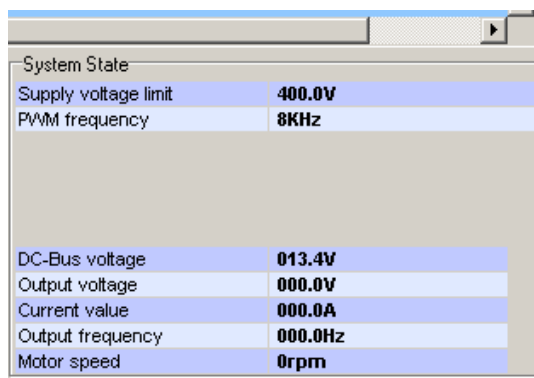 System State
Supply voltage limit 400.0V
PWM frequency 8KHz
DC-Bus voltage 013.4V
Output voltage 000.0V
Current value 000.0A
Output frequency 000.0Hz
Motor speed 0rpm